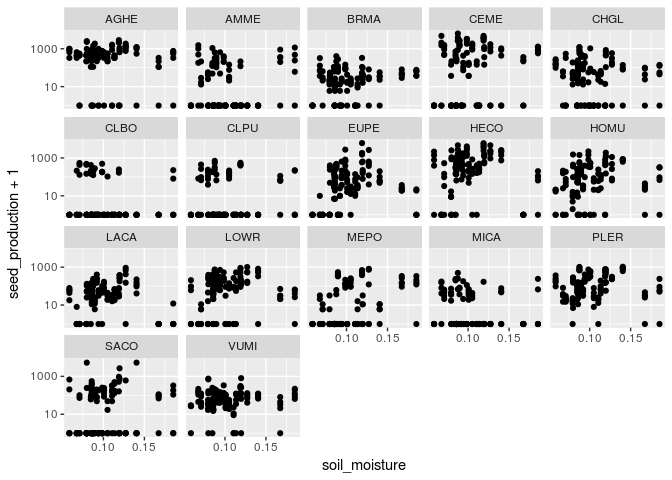 AGHE AMME BRMA CEME CHGL
1000
10
CLBO CLPU EUPE HECO HOMU
1000
10
LACA LOWR MEPO MICA PLER
1000
10
0.10 0.15 0.10 0.15 0.10 0.15
SACO VUMI
1000
10
0.10 0.15 0.10 0.15
soil_moisture
seed_production + 1